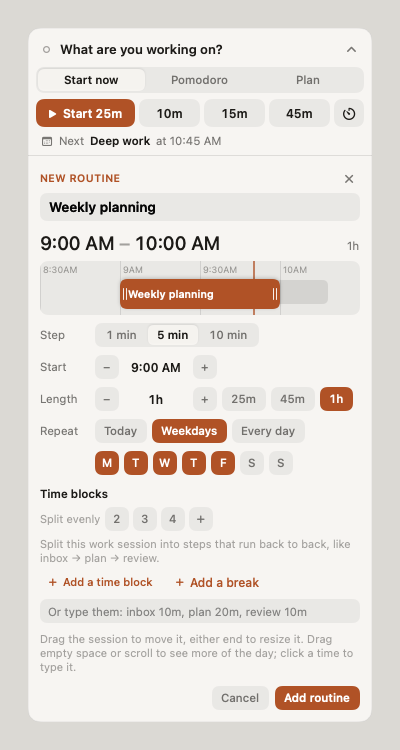 What are you working on?
Start now Pomodoro Plan
Start 25m 10m 15m 45m
Next Deep work at 10:45 AM
NEW ROUTINE
Weekly planning
9:00 AM – 10:00 AM 1h
8:30AM 9AM 9:30AM 10AM
Weekly planning
Step 1 min 5 min 10 min
Start − 9:00 AM +
Length − 1h + 25m 45m 1h
Repeat Today Weekdays Every day
M T W T F S S
Time blocks
Split evenly 2 3 4 +
Split this work session into steps that run back to back, like
inbox → plan → review.
+ Add a time block + Add a break
Or type them: inbox 10m, plan 20m, review 10m
Drag the session to move it, either end to resize it. Drag
empty space or scroll to see more of the day; click a time to
type it.
Cancel Add routine